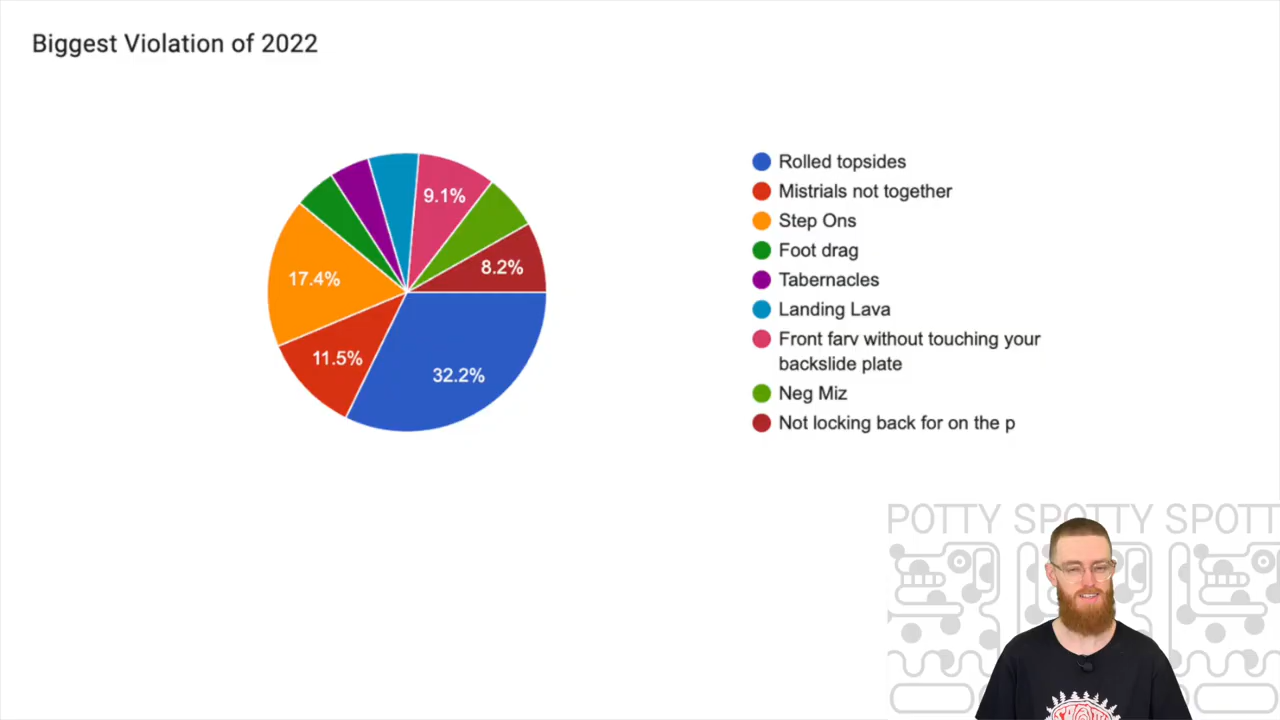 Biggest Violation of 2022
9.1%
8.2%
17.4%
11.5%
32.2%
Rolled topsides
Mistrials not together
Step Ons
Foot drag
Tabernacles
Landing Lava
Front farv without touching your
backslide plate
Neg Miz
Not locking back for on the p
POTTY SPOTTY SPOTT